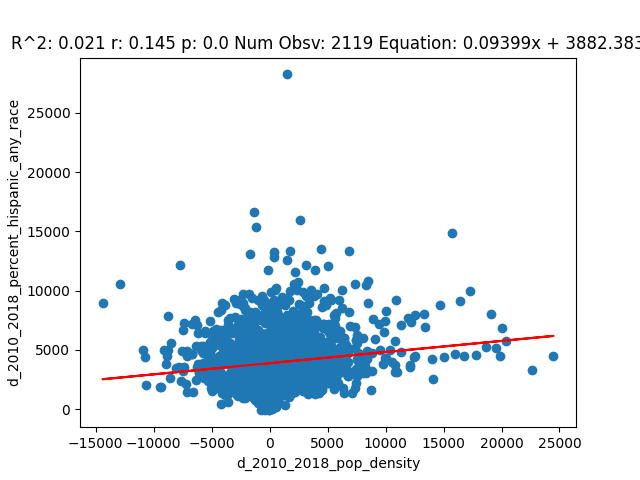 R^2: 0.021 r: 0.145 p: 0.0 Num Obsv: 2119 Equation: 0.09399x + 3882.383
25000
20000
15000
10000
5000
0
d_2010_2018_percent_hispanic_any_race
−15000 −10000 −5000 0 5000 10000 15000 20000 25000
d_2010_2018_pop_density